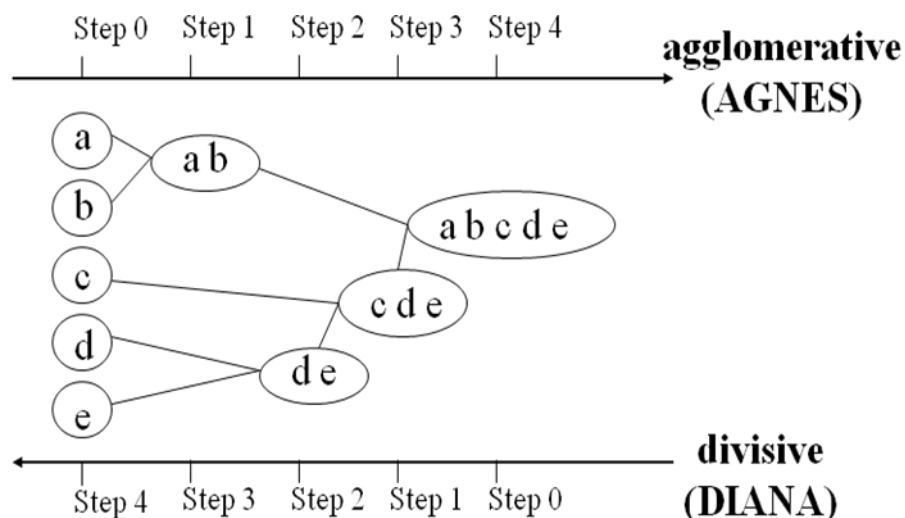 Step 0 Step 1 Step 2 Step 3 Step 4
agglomerative
(AGNES)
a
a b
b
a b c d e
c
c d e
d
d e
e
divisive
(DIANA)
Step 4 Step 3 Step 2 Step 1 Step 0